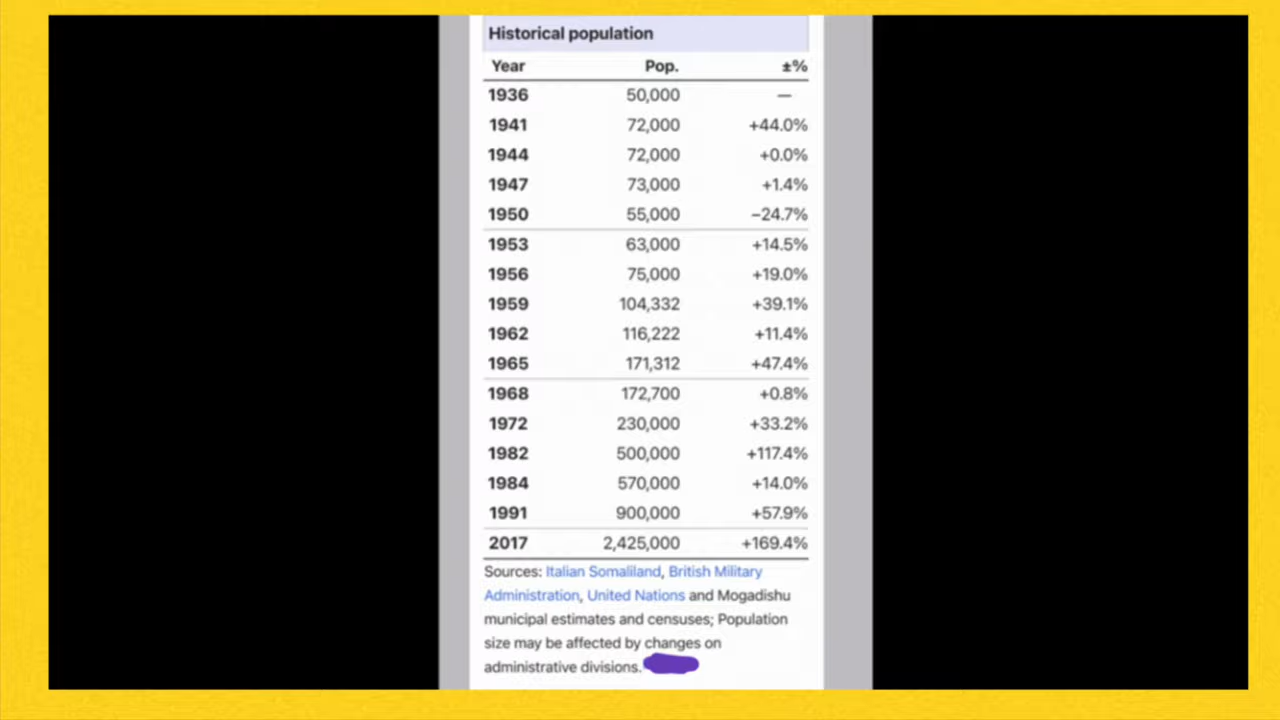 Historical population
Year Pop. ±%
1936 50,000 —
1941 72,000 +44.0%
1944 72,000 +0.0%
1947 73,000 +1.4%
1950 55,000 −24.7%
1953 63,000 +14.5%
1956 75,000 +19.0%
1959 104,332 +39.1%
1962 116,222 +11.4%
1965 171,312 +47.4%
1968 172,700 +0.8%
1972 230,000 +33.2%
1982 500,000 +117.4%
1984 570,000 +14.0%
1991 900,000 +57.9%
2017 2,425,000 +169.4%
Sources: Italian Somaliland, British Military
Administration, United Nations and Mogadishu
municipal estimates and censuses; Population
size may be affected by changes on
administrative divisions.